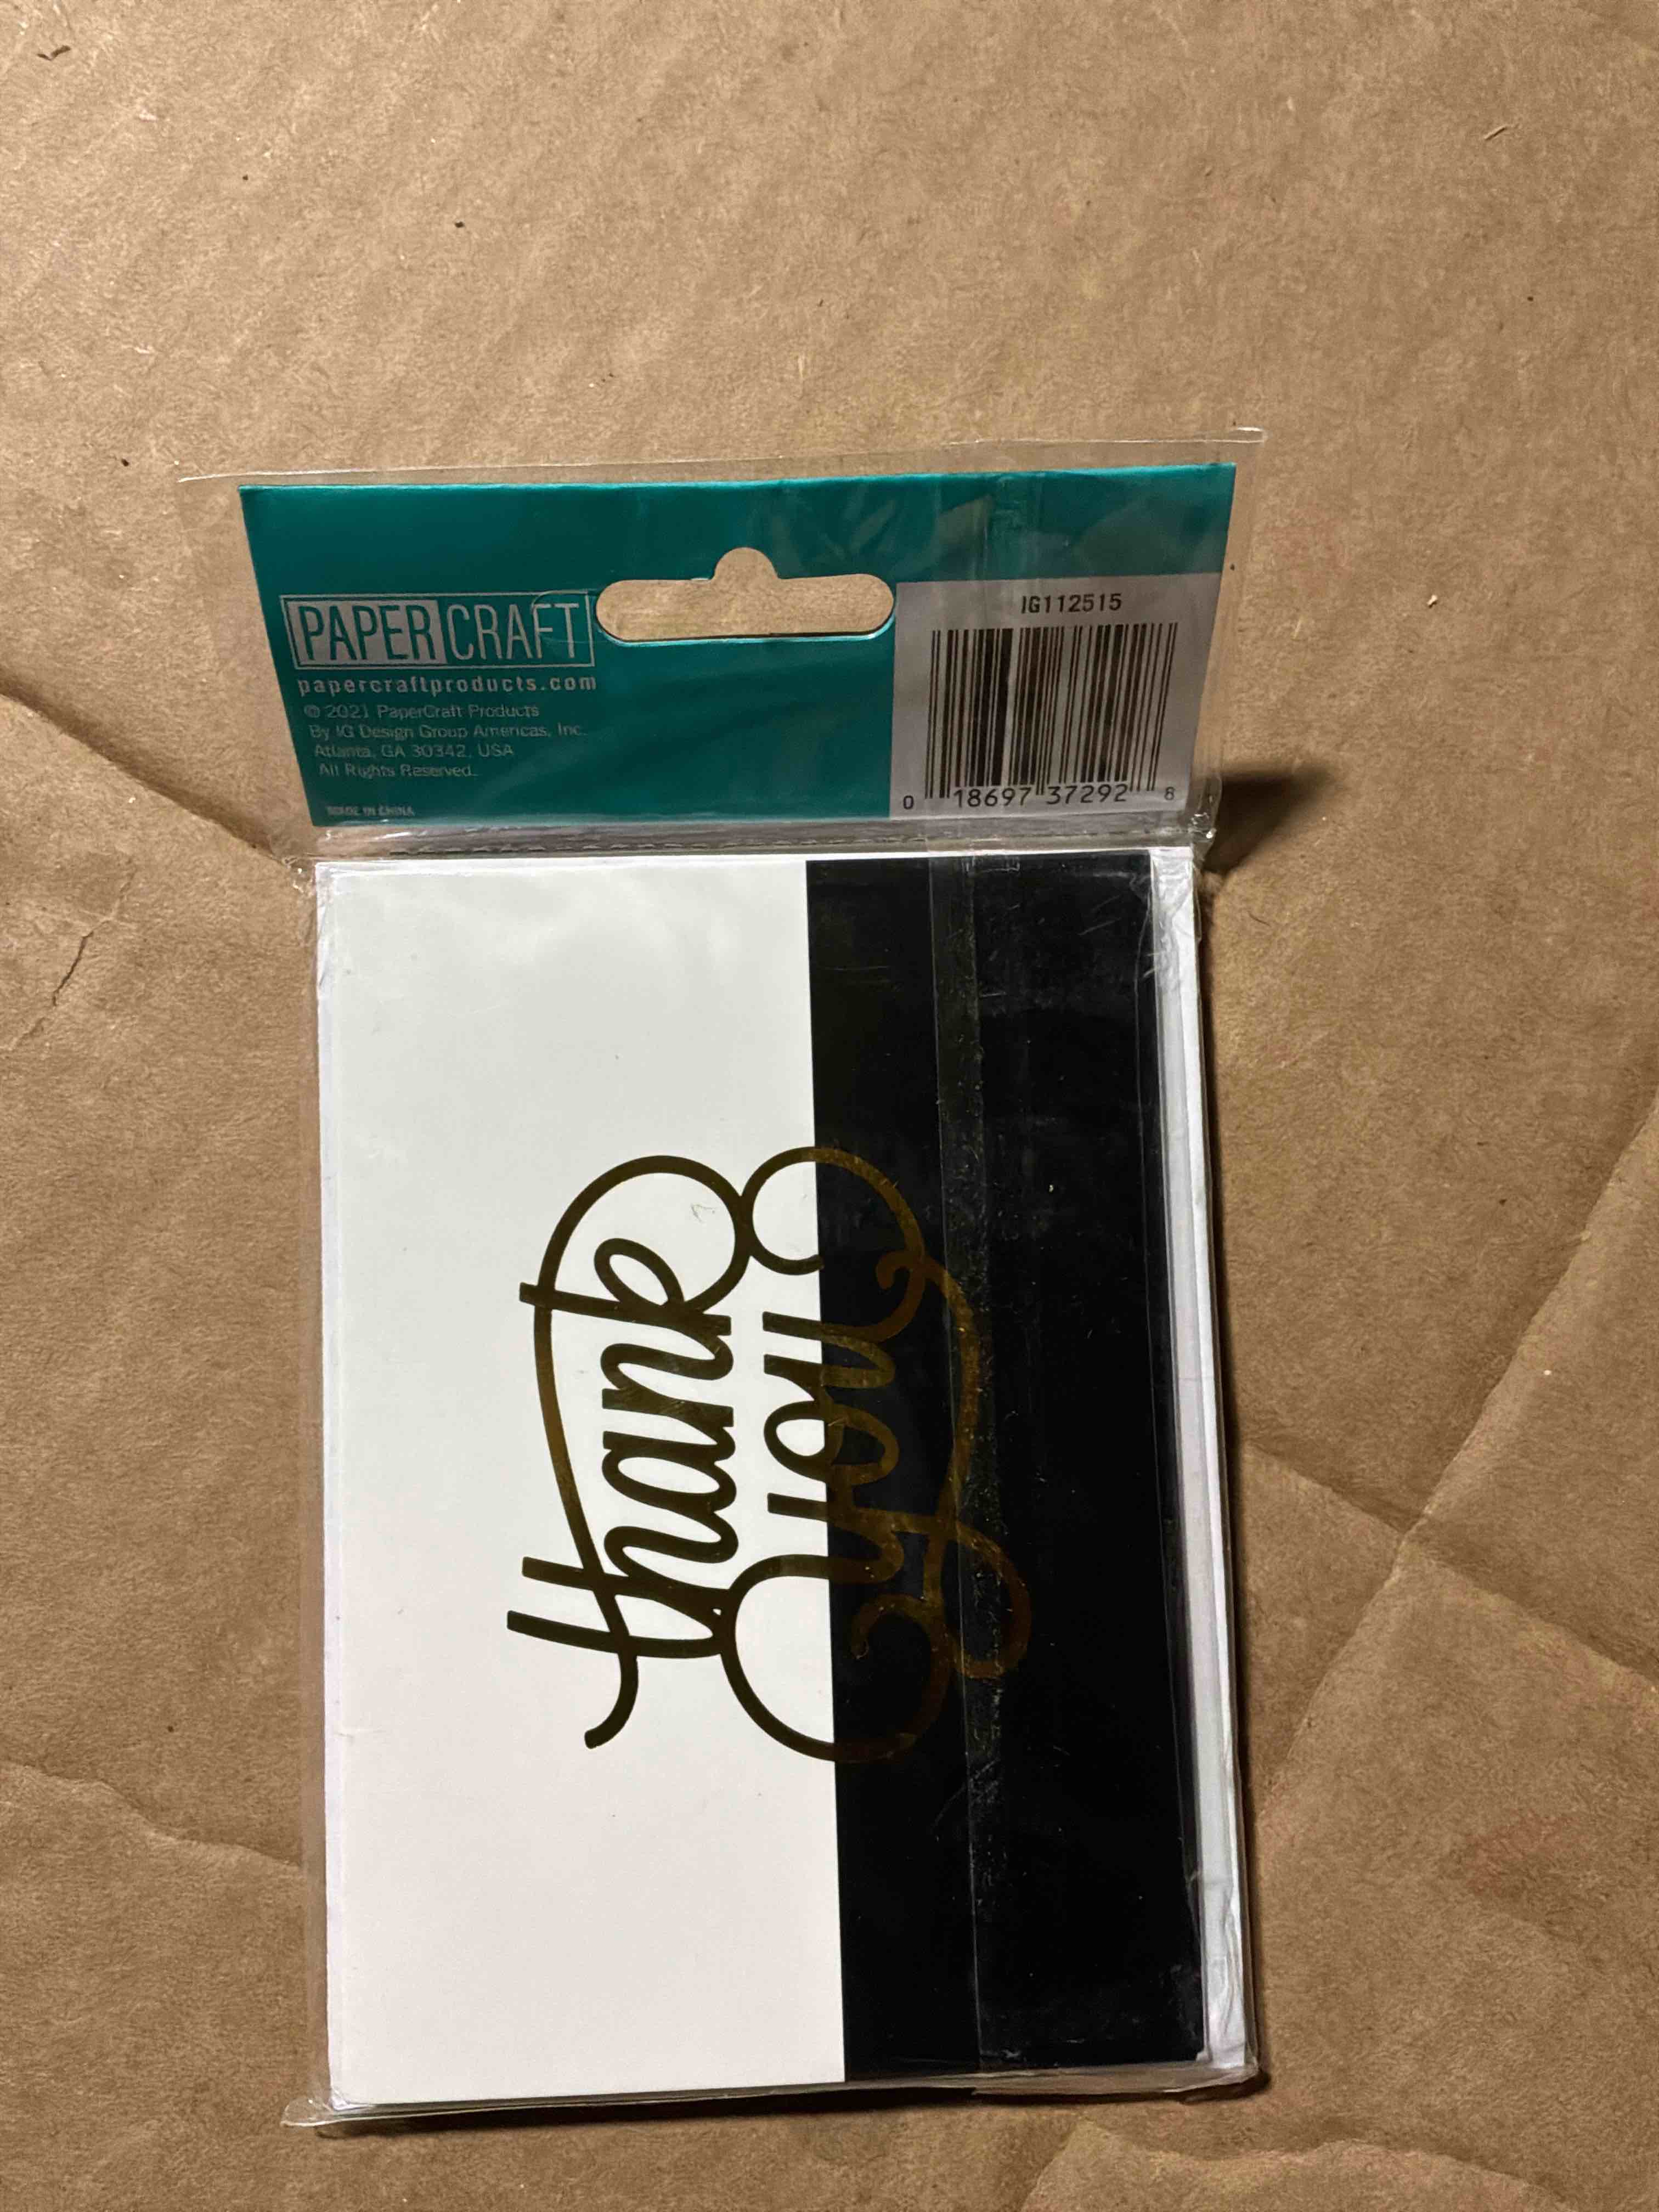 PAPER CRAFT
papercraftproducts.com
© 2021 PaperCraft Products
By IG Design Group Americas, Inc.
Atlanta, GA 30342, USA
All Rights Reserved.
MADE IN CHINA
IG112515
0 18697 37292 8
thank
you